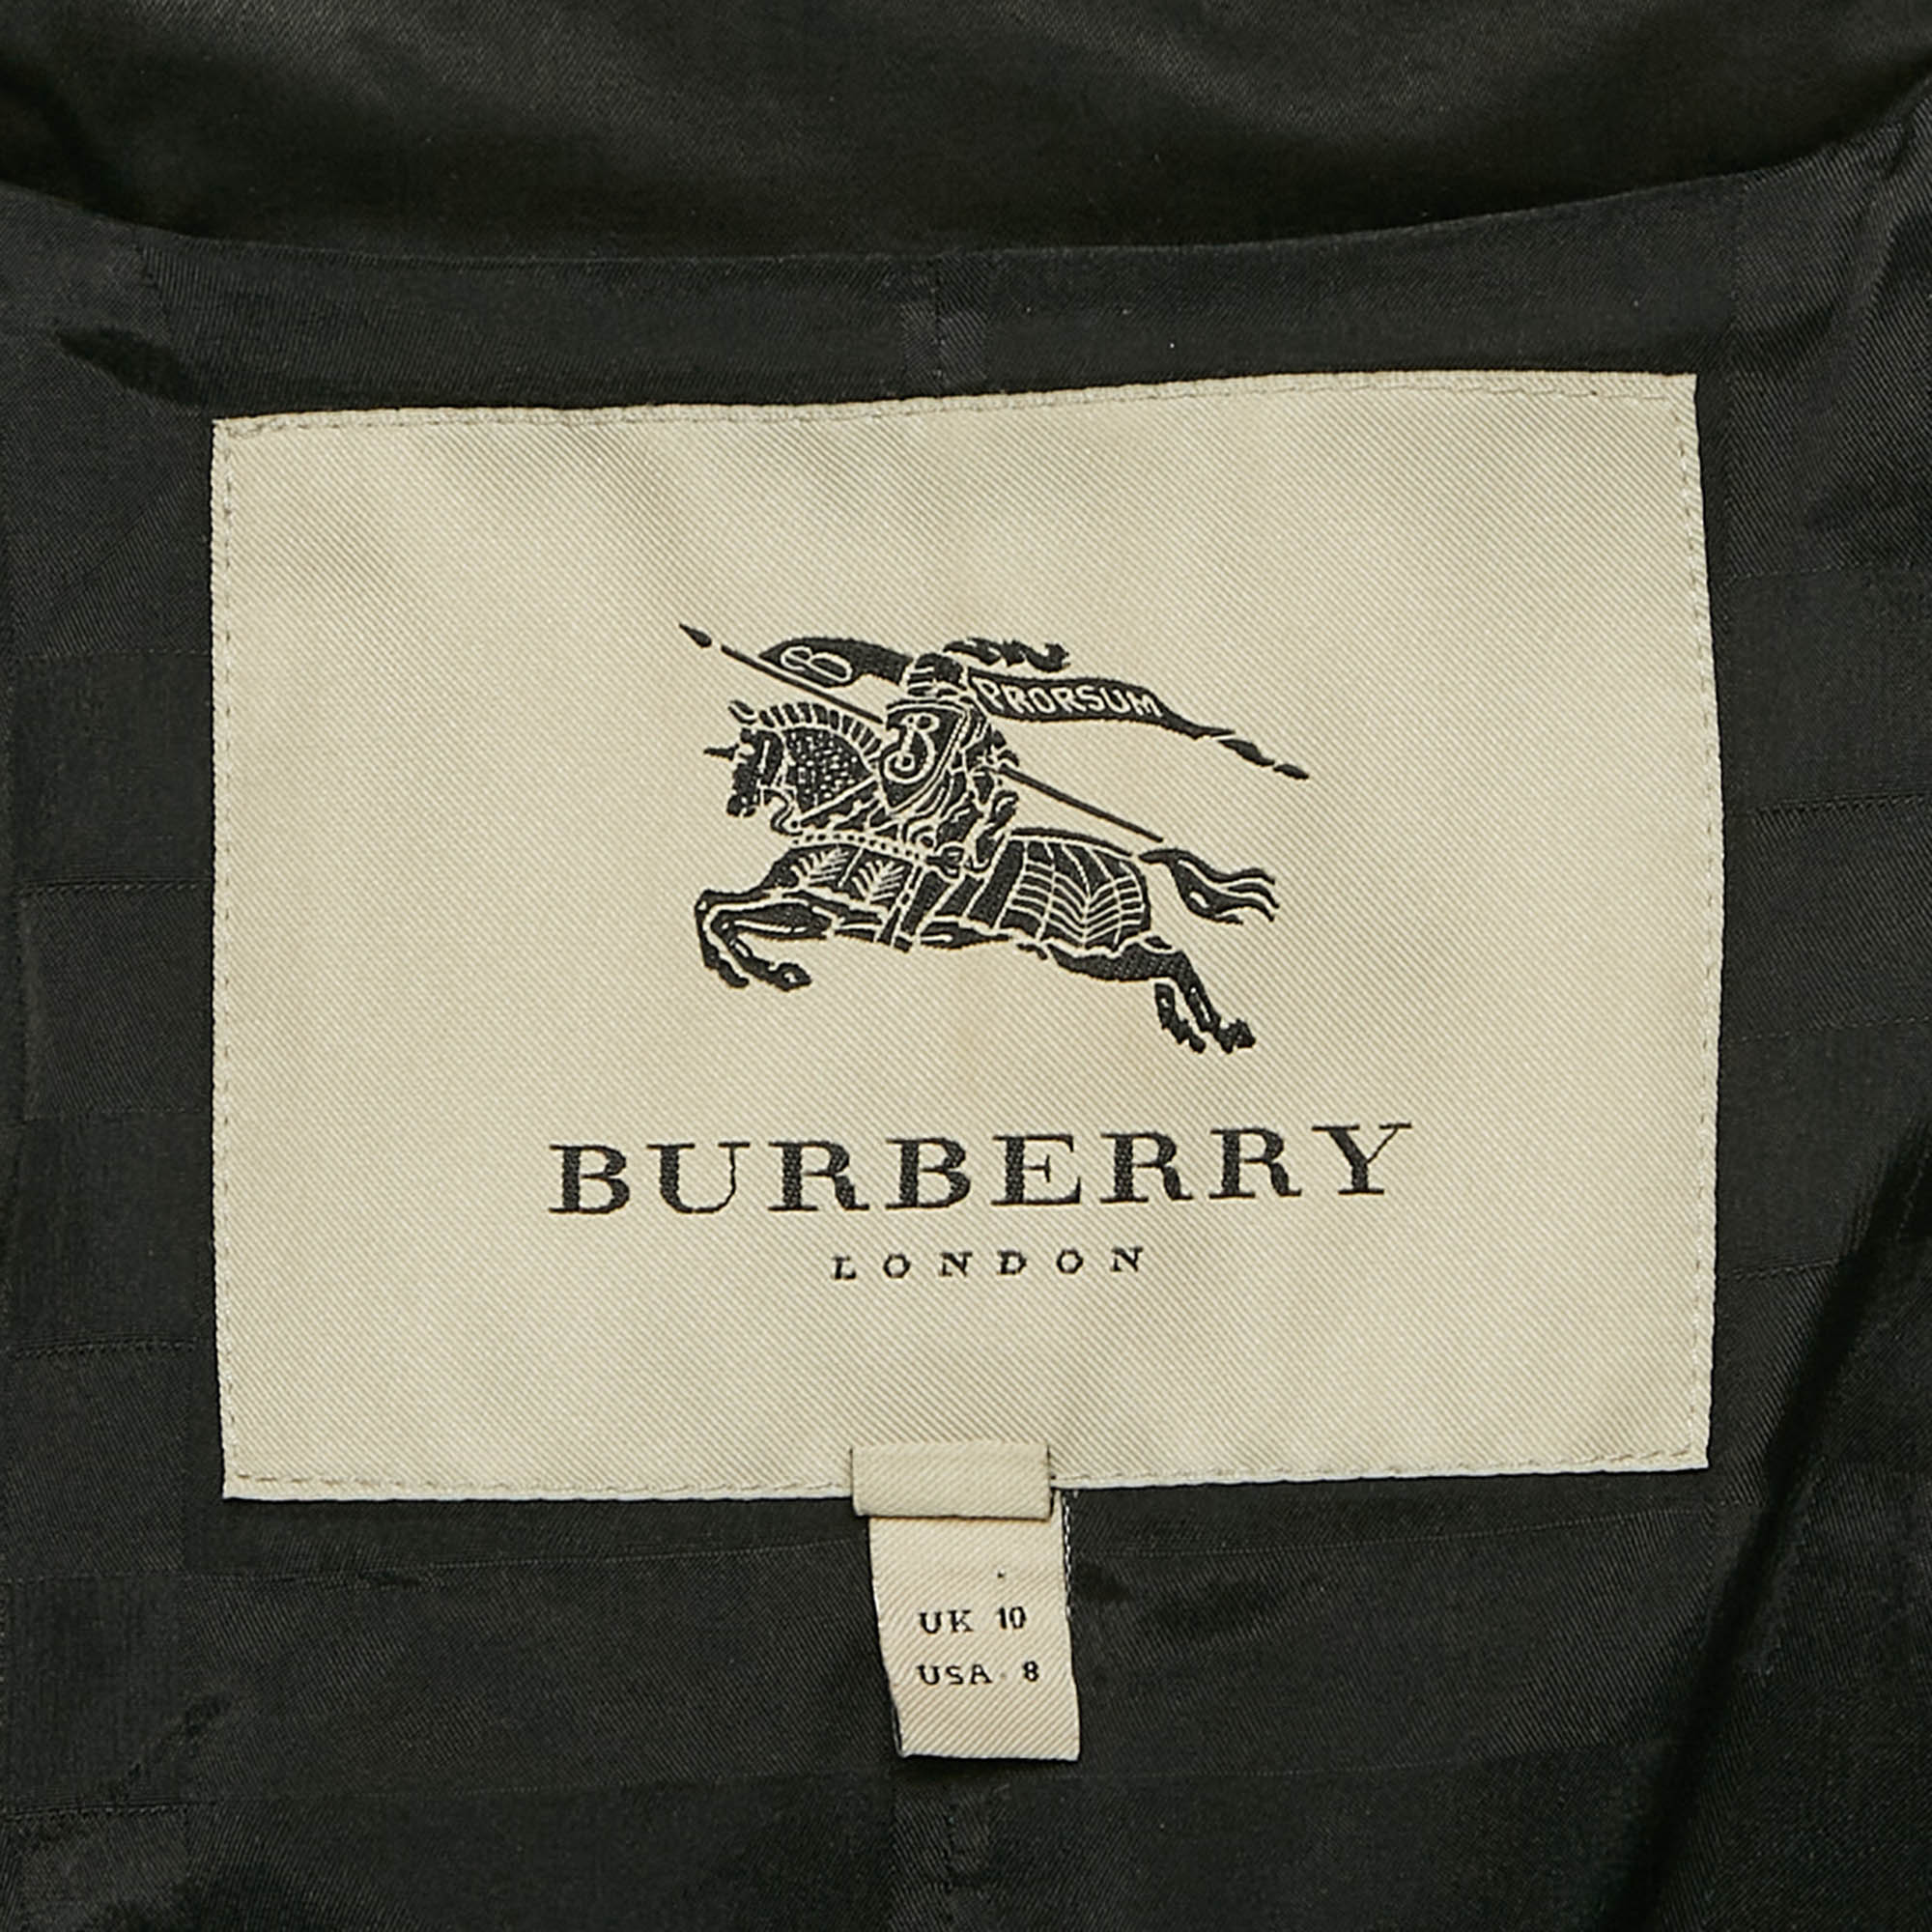 B PRORSUM
B
BURBERRY
LONDON
UK 10
USA 8